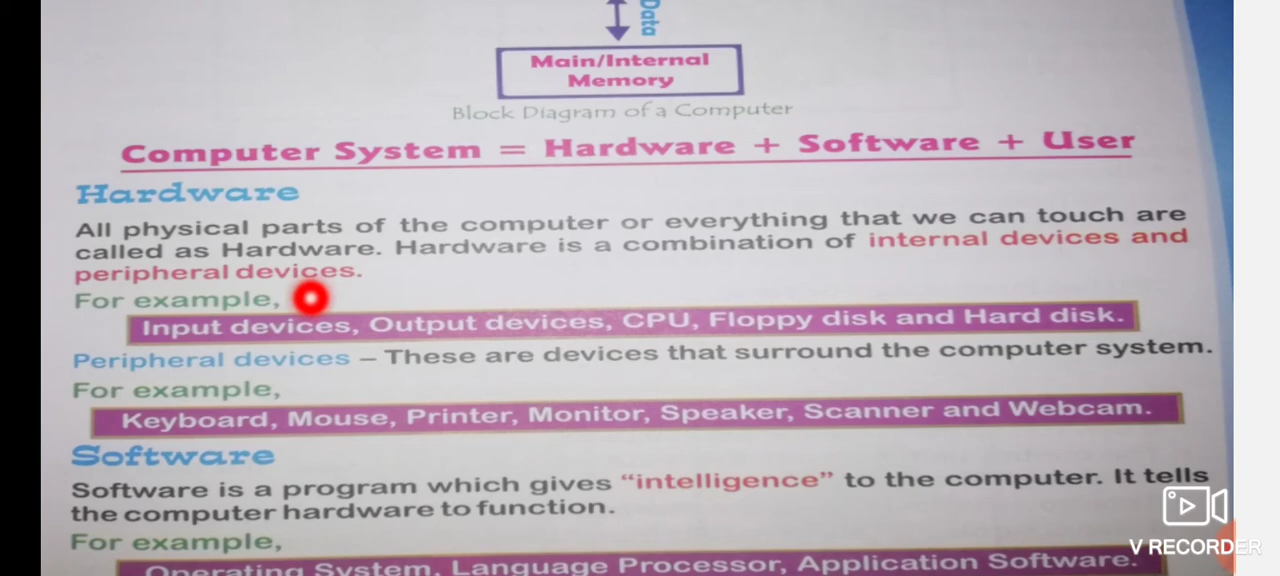 Data
Main/Internal
Memory
Block Diagram of a Computer
Computer System = Hardware + Software + User
Hardware
All physical parts of the computer or everything that we can touch are
called as Hardware. Hardware is a combination of internal devices and
peripheral devices.
For example,
Input devices, Output devices, CPU, Floppy disk and Hard disk.
Peripheral devices – These are devices that surround the computer system.
For example,
Keyboard, Mouse, Printer, Monitor, Speaker, Scanner and Webcam.
Software
Software is a program which gives “intelligence” to the computer. It tells
the computer hardware to function.
For example,
Operating System, Language Processor, Application Software.
V RECORDER